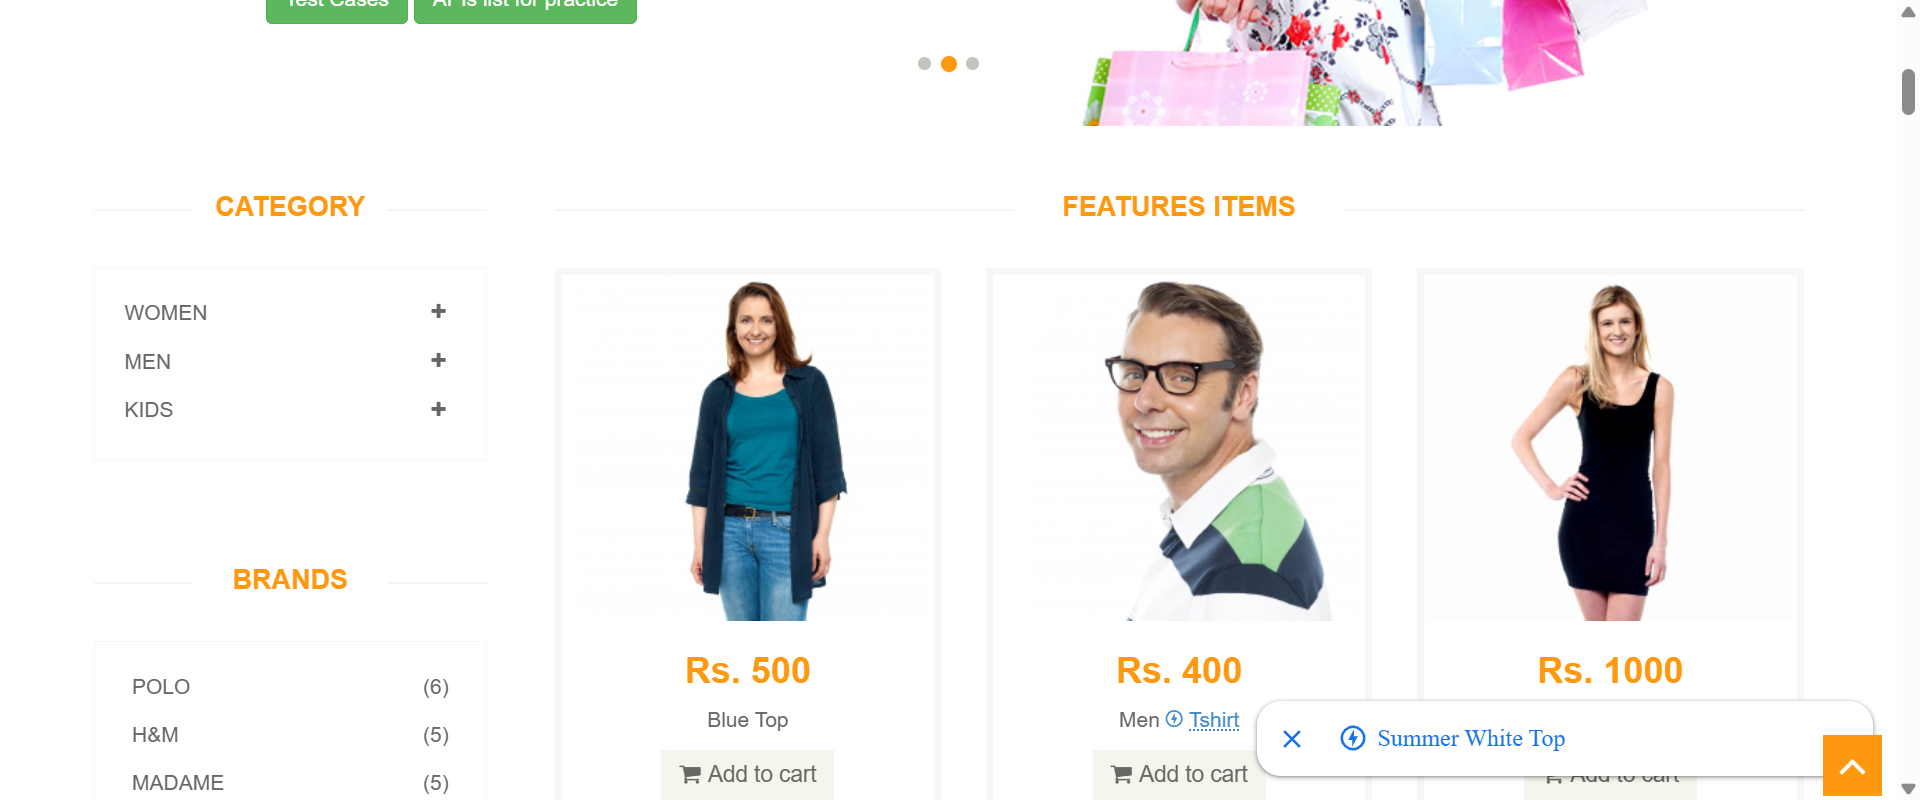 Test Cases
APIs list for practice
CATEGORY
WOMEN
MEN
KIDS
BRANDS
POLO (6)
H&M (5)
MADAME (5)
FEATURES ITEMS
Rs. 500
Blue Top
Add to cart
Rs. 400
Men Tshirt
Add to cart
Rs. 1000
Add to cart
Summer White Top